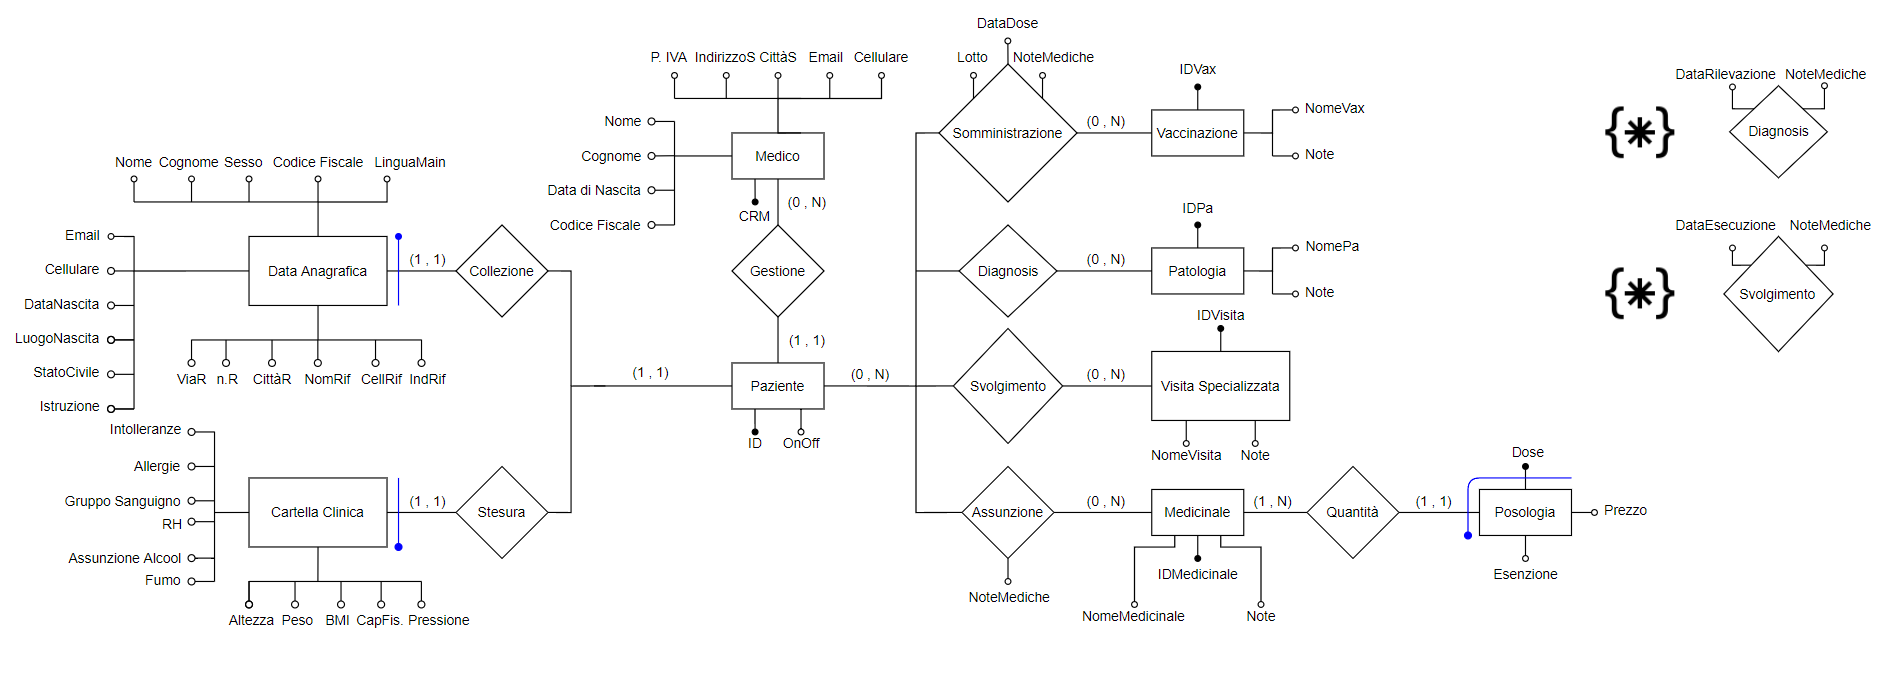 DataDose
P. IVA IndirizzoS CittàS Email Cellulare
Lotto NoteMediche
IDVax
DataRilevazione NoteMediche
Nome
Somministrazione
(0 , N)
Vaccinazione
NomeVax
Note
{*}
Diagnosis
Cognome
Medico
Data di Nascita
Codice Fiscale
CRM
(0 , N)
Nome Cognome Sesso Codice Fiscale LinguaMain
Email
Cellulare
DataNascita
LuogoNascita
StatoCivile
Istruzione
Data Anagrafica
(1 , 1)
Collezione
Gestione
(1 , 1)
Diagnosis
(0 , N)
IDPa
Patologia
NomePa
Note
DataEsecuzione NoteMediche
{*}
Svolgimento
ViaR n.R CittàR NomRif CellRif IndRif
(1 , 1)
Paziente
(0 , N)
ID OnOff
Svolgimento
(0 , N)
IDVisita
Visita Specializzata
NomeVisita Note
Intolleranze
Allergie
Gruppo Sanguigno
RH
Assunzione Alcool
Fumo
Cartella Clinica
(1 , 1)
Stesura
Altezza Peso BMI CapFis. Pressione
Assunzione
NoteMediche
(0 , N)
Medicinale
(1 , N)
Quantità
(1 , 1)
Dose
Posologia
Prezzo
Esenzione
IDMedicinale
NomeMedicinale Note